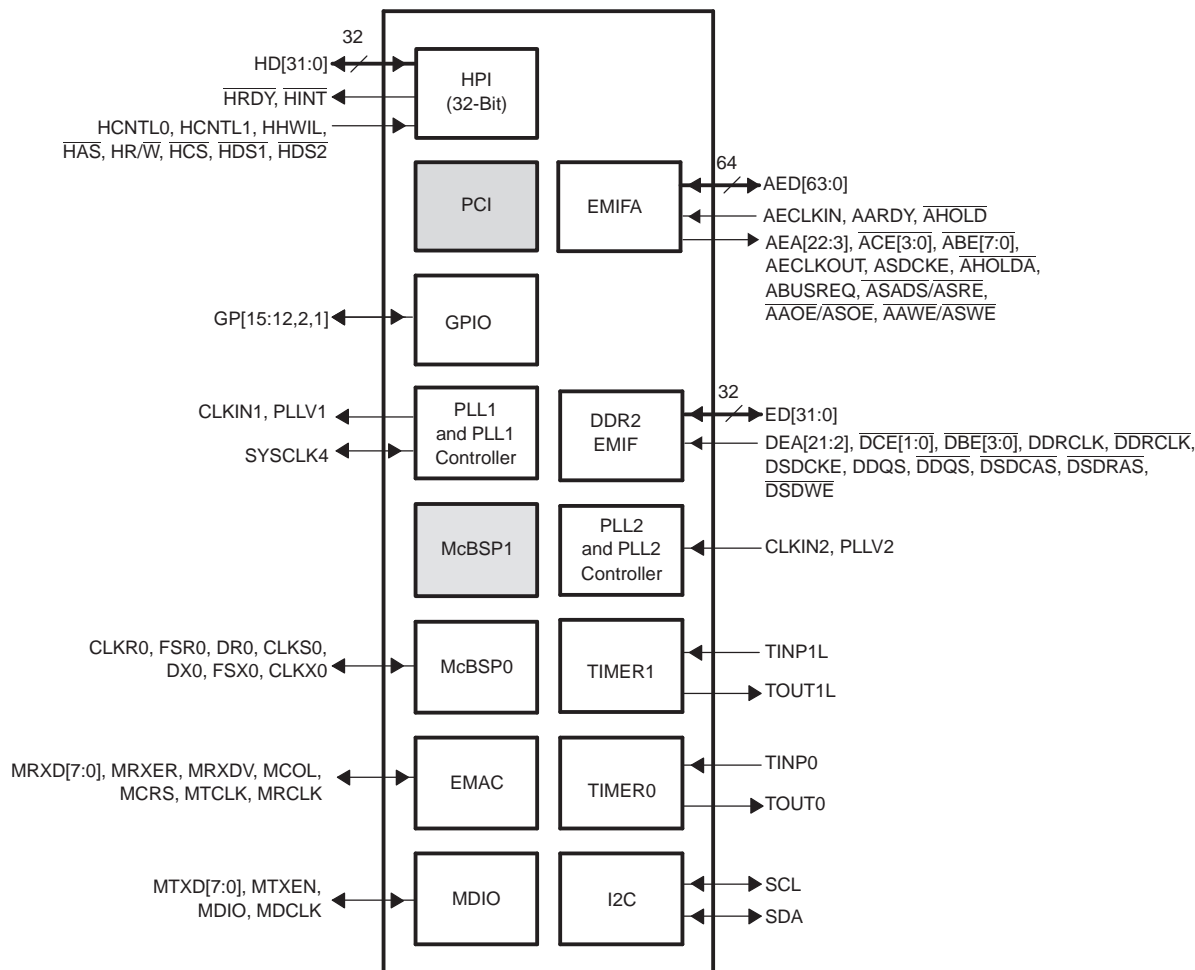 32
HD[31:0]
HPI
(32-Bit)
HRDY, HINT
HCNTL0, HCNTL1, HHWIL,
HAS, HR/W, HCS, HDS1, HDS2
PCI
EMIFA
64
AED[63:0]
AECLKIN, AARDY, AHOLD
AEA[22:3], ACE[3:0], ABE[7:0],
AECLKOUT, ASDCKE, AHOLDA,
ABUSREQ, ASADS/ASRE,
AAOE/ASOE, AAWE/ASWE
GP[15:12,2,1]
GPIO
CLKIN1, PLLV1
SYSCLK4
PLL1
and PLL1
Controller
DDR2
EMIF
32
ED[31:0]
DEA[21:2], DCE[1:0], DBE[3:0], DDRCLK, DDRCLK,
DSDCKE, DDQS, DDQS, DSDCAS, DSDRAS,
DSDWE
McBSP1
PLL2
and PLL2
Controller
CLKIN2, PLLV2
CLKR0, FSR0, DR0, CLKS0,
DX0, FSX0, CLKX0
McBSP0
TIMER1
TINP1L
TOUT1L
MRXD[7:0], MRXER, MRXDV, MCOL,
MCRS, MTCLK, MRCLK
EMAC
TIMER0
TINP0
TOUT0
MTXD[7:0], MTXEN,
MDIO, MDCLK
MDIO
I2C
SCL
SDA